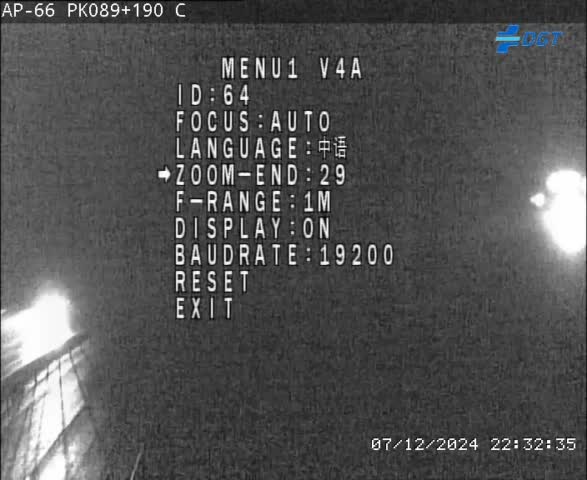 AP-66 PK089+190 C
DGT
MENU1 V4A
ID:64
FOCUS:AUTO
LANGUAGE:中语
ZOOM-END:29
F-RANGE:1M
DISPLAY:ON
BAUDRATE:19200
RESET
EXIT
07/12/2024 22:32:35